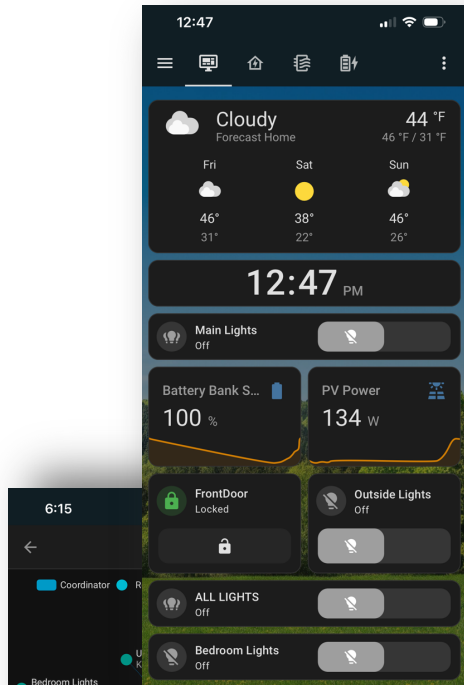 12:47
Cloudy
44 °F
Forecast Home
46 °F / 31 °F
Fri Sat Sun
46° 38° 46°
31° 22° 26°
12:47 PM
Main Lights
Off
Battery Bank S...
100 %
PV Power
134 W
FrontDoor
Locked
Outside Lights
Off
ALL LIGHTS
Off
Bedroom Lights
Off
6:15
Coordinator
R
U
K
Bedroom Lights